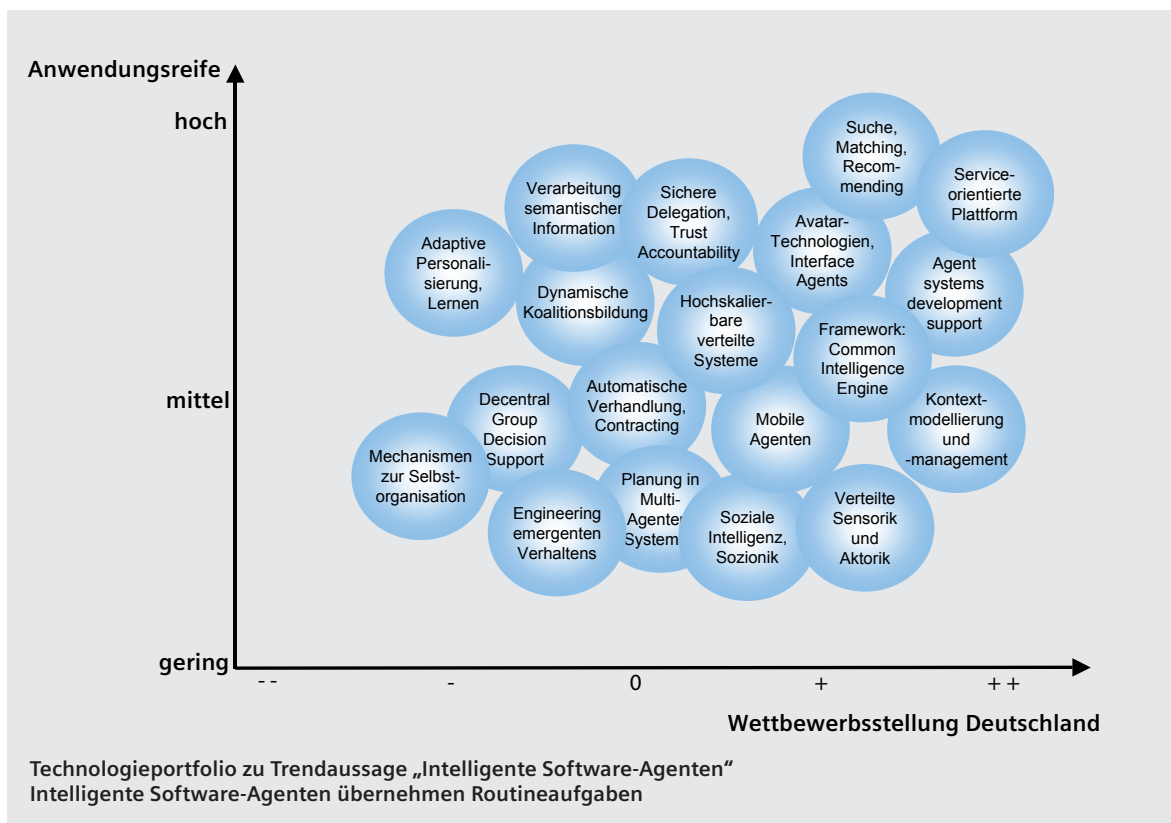 Anwendungsreife
hoch
mittel
gering
Suche,
Matching,
Recom-
mending
Service-
orientierte
Plattform
Verarbeitung
semantischer
Information
Sichere
Delegation,
Trust
Accountability
Avatar-
Technologien,
Interface
Agents
Adaptive
Personali-
sierung,
Lernen
Dynamische
Koalitionsbildung
Hochskalier-
bare
verteilte
Systeme
Agent
systems
development
support
Framework:
Common
Intelligence
Engine
Decentral
Group
Decision
Support
Automatische
Verhandlung,
Contracting
Mobile
Agenten
Kontext-
modellierung
und
-management
Mechanismen
zur Selbst-
organisation
Engineering
emergenten
Verhaltens
Planung in
Multi-
Agenten
System
Soziale
Intelligenz,
Sozionik
Verteilte
Sensorik
und
Aktorik
-- - 0 + ++
Wettbewerbsstellung Deutschland
Technologieportfolio zu Trendaussage „Intelligente Software-Agenten“
Intelligente Software-Agenten übernehmen Routineaufgaben